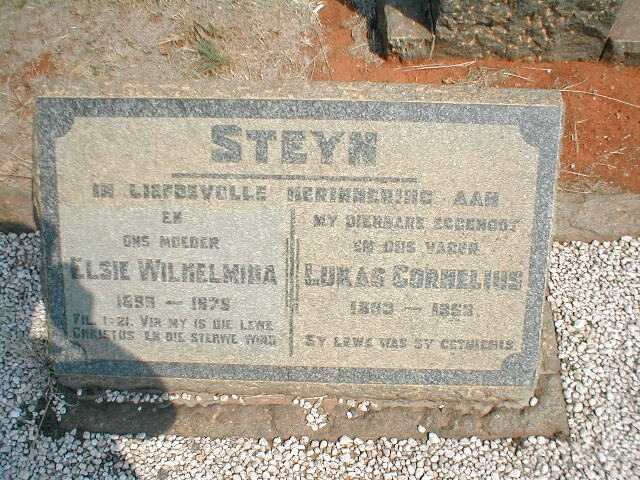 STEYN
IN LIEFDEVOLLE HERINNERING AAN
EN
ONS MOEDER
ELSIE WILHELMINA
FIL. 1-21. VIR MY IS DIE LEWE
CHRISTUS EN DIE STERWE WINS
MY DIERBARE EGGENOOT
EN ONS VADER
LUKAS CORNELIUS
SY LEWE WAS SY GETUIENIS.